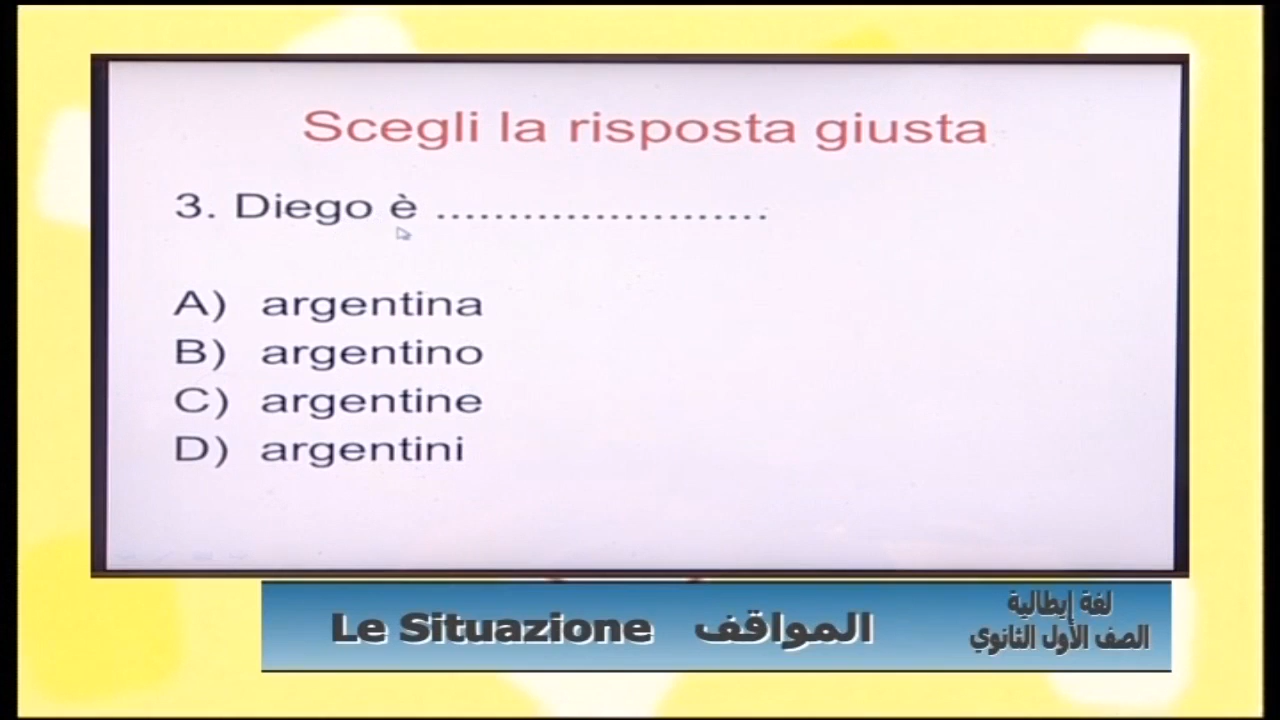 Scegli la risposta giusta
3. Diego è .......................
A) argentina
B) argentino
C) argentine
D) argentini
Le Situazione المواقف
لغة إيطالية
الصف الأول الثانوي